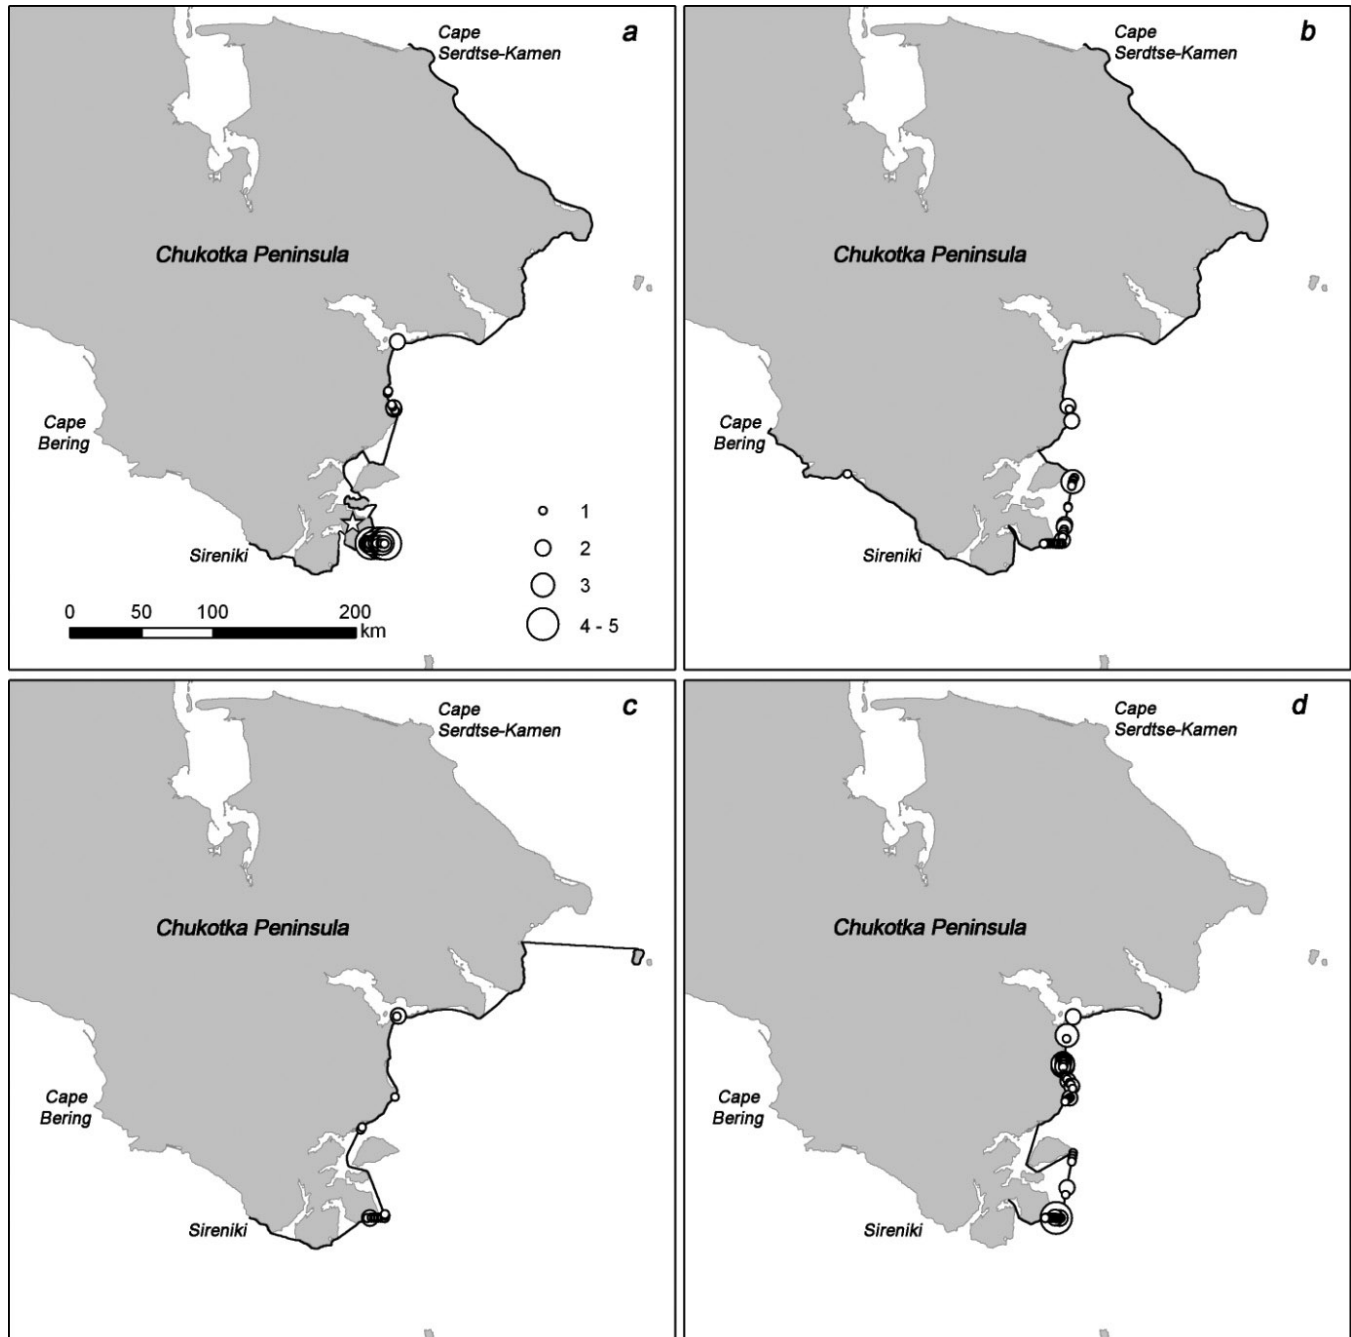 a
Cape
Serdtse-Kamen
Chukotka Peninsula
Cape
Bering
Sireniki
1
2
3
4 - 5
0 50 100 200
km
b
Cape
Serdtse-Kamen
Chukotka Peninsula
Cape
Bering
Sireniki
c
Cape
Serdtse-Kamen
Chukotka Peninsula
Cape
Bering
Sireniki
d
Cape
Serdtse-Kamen
Chukotka Peninsula
Cape
Bering
Sireniki